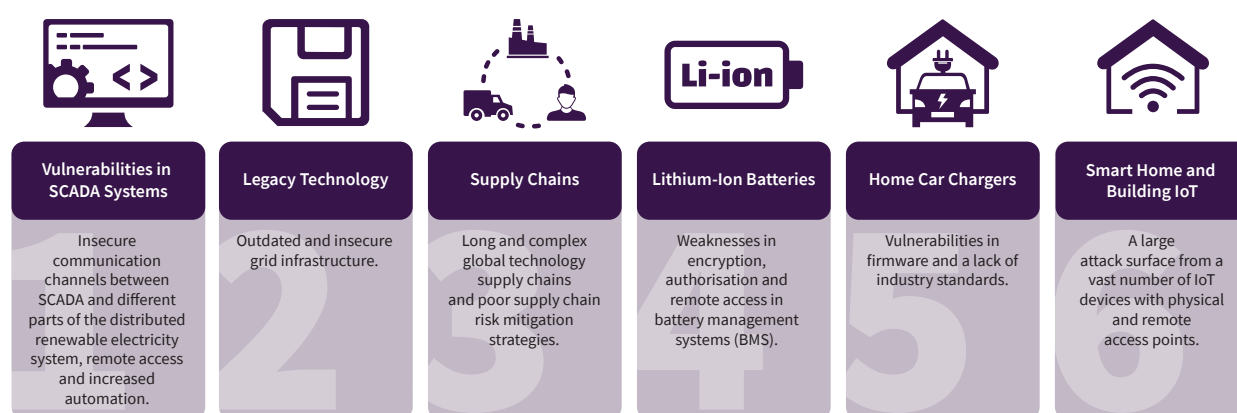 Li-ion
Vulnerabilities in
SCADA Systems
Insecure
communication
channels between
SCADA and different
parts of the distributed
renewable electricity
system, remote access
and increased
automation.
1
Legacy Technology
Outdated and insecure
grid infrastructure.
2
Supply Chains
Long and complex
global technology
supply chains
and poor supply chain
risk mitigation
strategies.
3
Lithium-Ion Batteries
Weaknesses in
encryption,
authorisation and
remote access in
battery management
systems (BMS).
4
Home Car Chargers
Vulnerabilities in
firmware and a lack of
industry standards.
5
Smart Home and
Building IoT
A large
attack surface from a
vast number of IoT
devices with physical
and remote
access points.
6